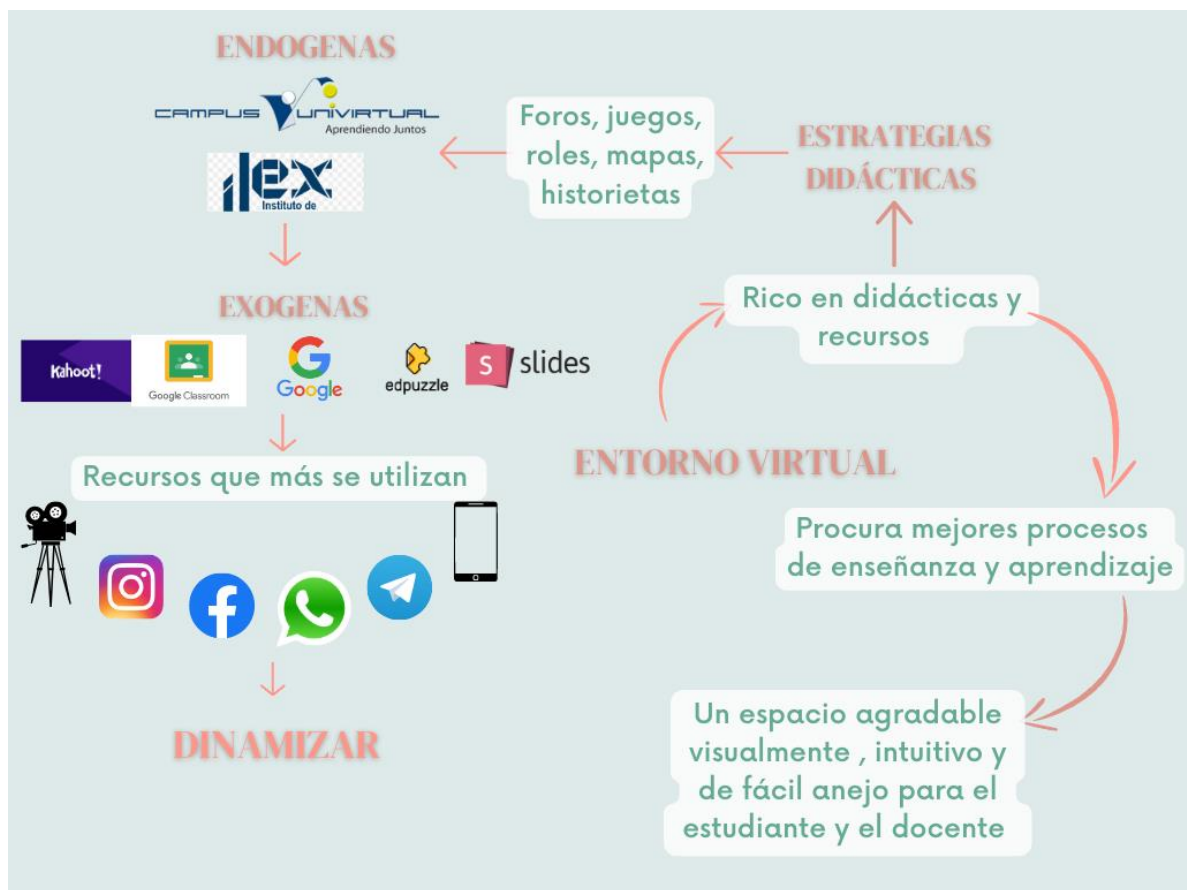 ENDOGENAS
CAMPUS UNIVIRTUAL
Aprendiendo Juntos
ilex
Instituto de
Foros, juegos,
roles, mapas,
historietas
ESTRATEGIAS
DIDÁCTICAS
EXOGENAS
Kahoot!
Google Classroom
G
Google
edpuzzle
S
slides
Rico en didácticas y
recursos
Recursos que más se utilizan
ENTORNO VIRTUAL
Procura mejores procesos
de enseñanza y aprendizaje
DINAMIZAR
Un espacio agradable
visualmente , intuitivo y
de fácil anejo para el
estudiante y el docente